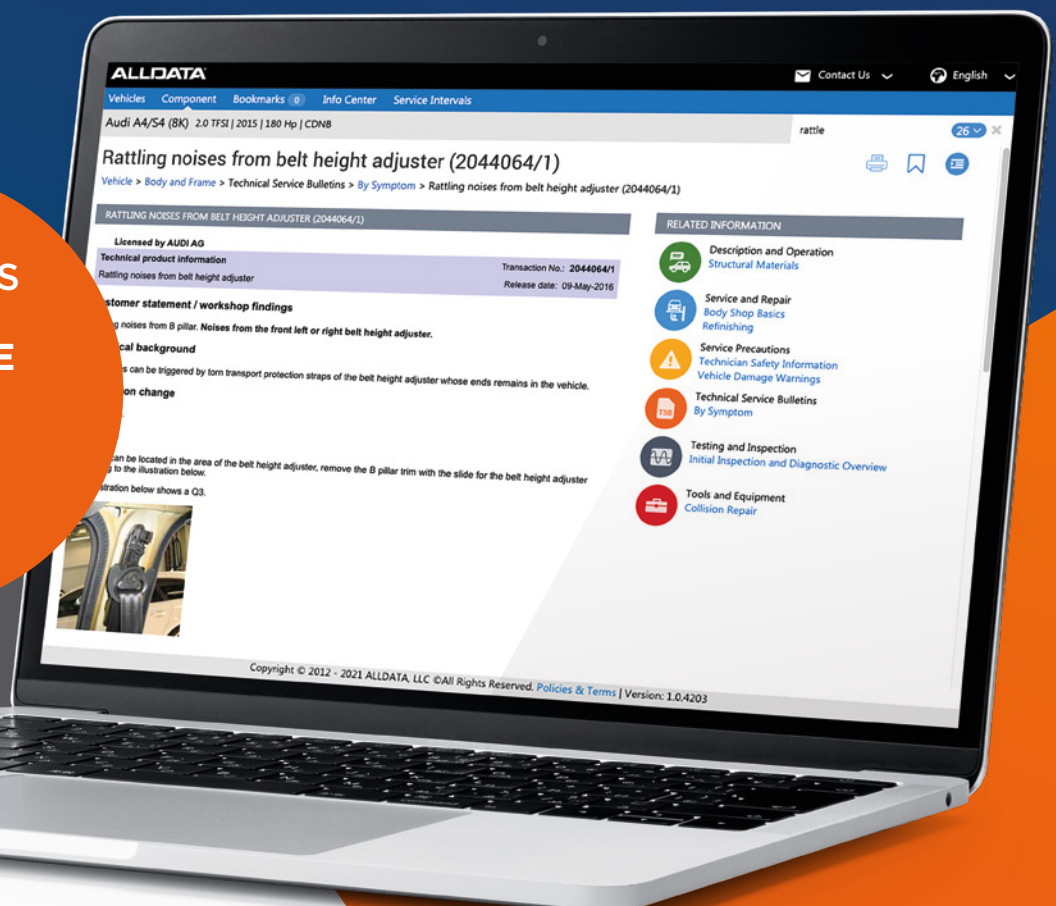 S
E
ALLDATA
Contact Us
English
Vehicles Component Bookmarks 0 Info Center Service Intervals
Audi A4/S4 (8K) 2.0 TFSI | 2015 | 180 Hp | CDNB
rattle
26
Rattling noises from belt height adjuster (2044064/1)
Vehicle > Body and Frame > Technical Service Bulletins > By Symptom > Rattling noises from belt height adjuster (2044064/1)
RATTLING NOISES FROM BELT HEIGHT ADJUSTER (2044064/1)
Licensed by AUDI AG
Technical product information
Transaction No.: 2044064/1
Rattling noises from belt height adjuster
Release date: 09-May-2016
stomer statement / workshop findings
g noises from B pillar. Noises from the front left or right belt height adjuster.
cal background
s can be triggered by torn transport protection straps of the belt height adjuster whose ends remains in the vehicle.
on change
can be located in the area of the belt height adjuster, remove the B pillar trim with the slide for the belt height adjuster
g to the illustration below.
stration below shows a Q3.
RELATED INFORMATION
Description and Operation
Structural Materials
Service and Repair
Body Shop Basics
Refinishing
Service Precautions
Technician Safety Information
Vehicle Damage Warnings
TSB
Technical Service Bulletins
By Symptom
Testing and Inspection
Initial Inspection and Diagnostic Overview
Tools and Equipment
Collision Repair
Copyright © 2012 - 2021 ALLDATA, LLC ©All Rights Reserved. Policies & Terms | Version: 1.0.4203